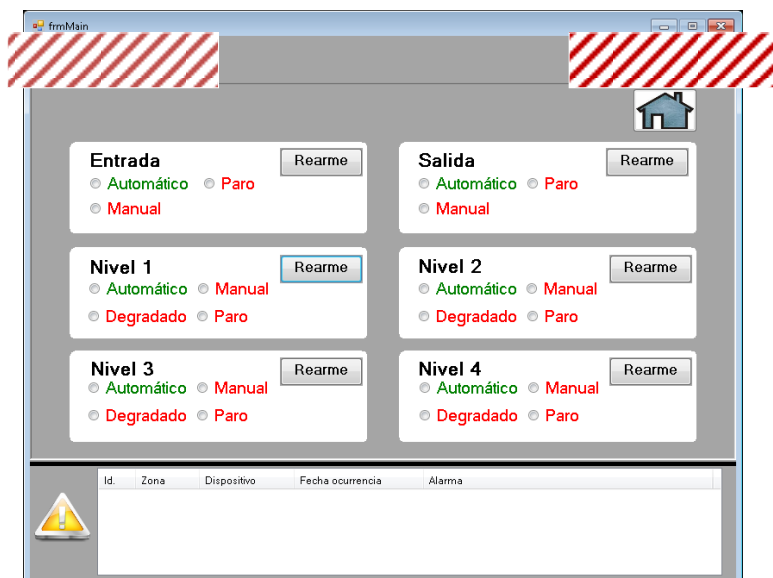 frmMain
Entrada Rearme
Automático Paro
Manual
Salida Rearme
Automático Paro
Manual
Nivel 1 Rearme
Automático Manual
Degradado Paro
Nivel 2 Rearme
Automático Manual
Degradado Paro
Nivel 3 Rearme
Automático Manual
Degradado Paro
Nivel 4 Rearme
Automático Manual
Degradado Paro
Id. Zona Dispositivo Fecha ocurrencia Alarma